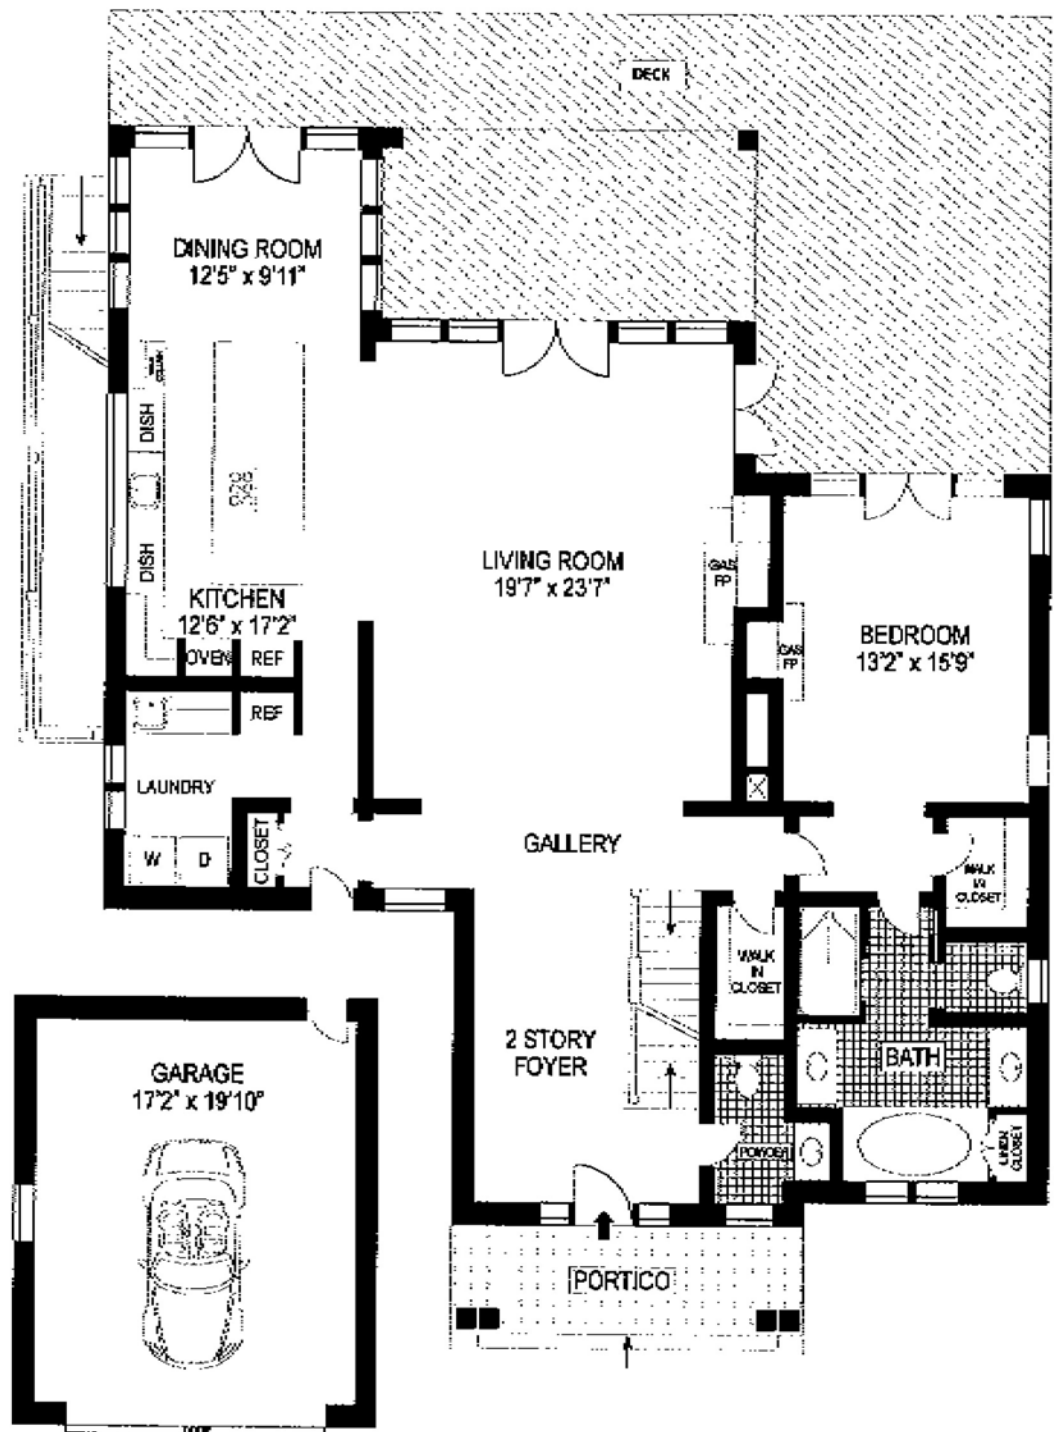 DECK
DINING ROOM
12'5" x 9'11"
DISH
DISH
KITCHEN
12'6" x 17'2"
OVEN
REF
REF
LIVING ROOM
19'7" x 23'7"
GAS
FP
GAS
FP
BEDROOM
13'2" x 15'9"
LAUNDRY
W
D
CLOSET
GALLERY
WALK
IN
CLOSET
WALK
IN
CLOSET
2 STORY
FOYER
BATH
POWDER
LINEN
CLOSET
GARAGE
17'2" x 19'10"
PORTICO